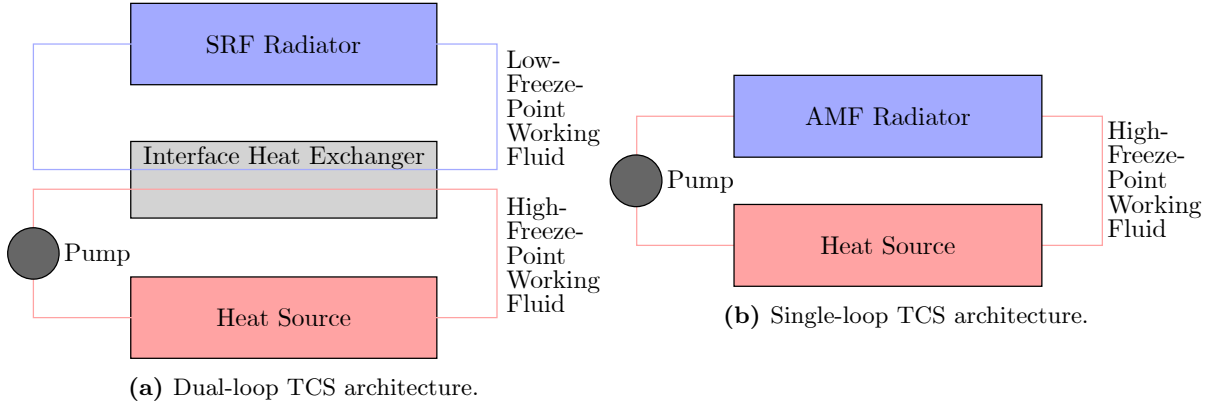 SRF Radiator
Low-
Freeze-
Point
Working
Fluid
Interface Heat Exchanger
High-
Freeze-
Point
Working
Fluid
Pump
Heat Source
(a) Dual-loop TCS architecture.
AMF Radiator
High-
Freeze-
Point
Working
Fluid
Pump
Heat Source
(b) Single-loop TCS architecture.